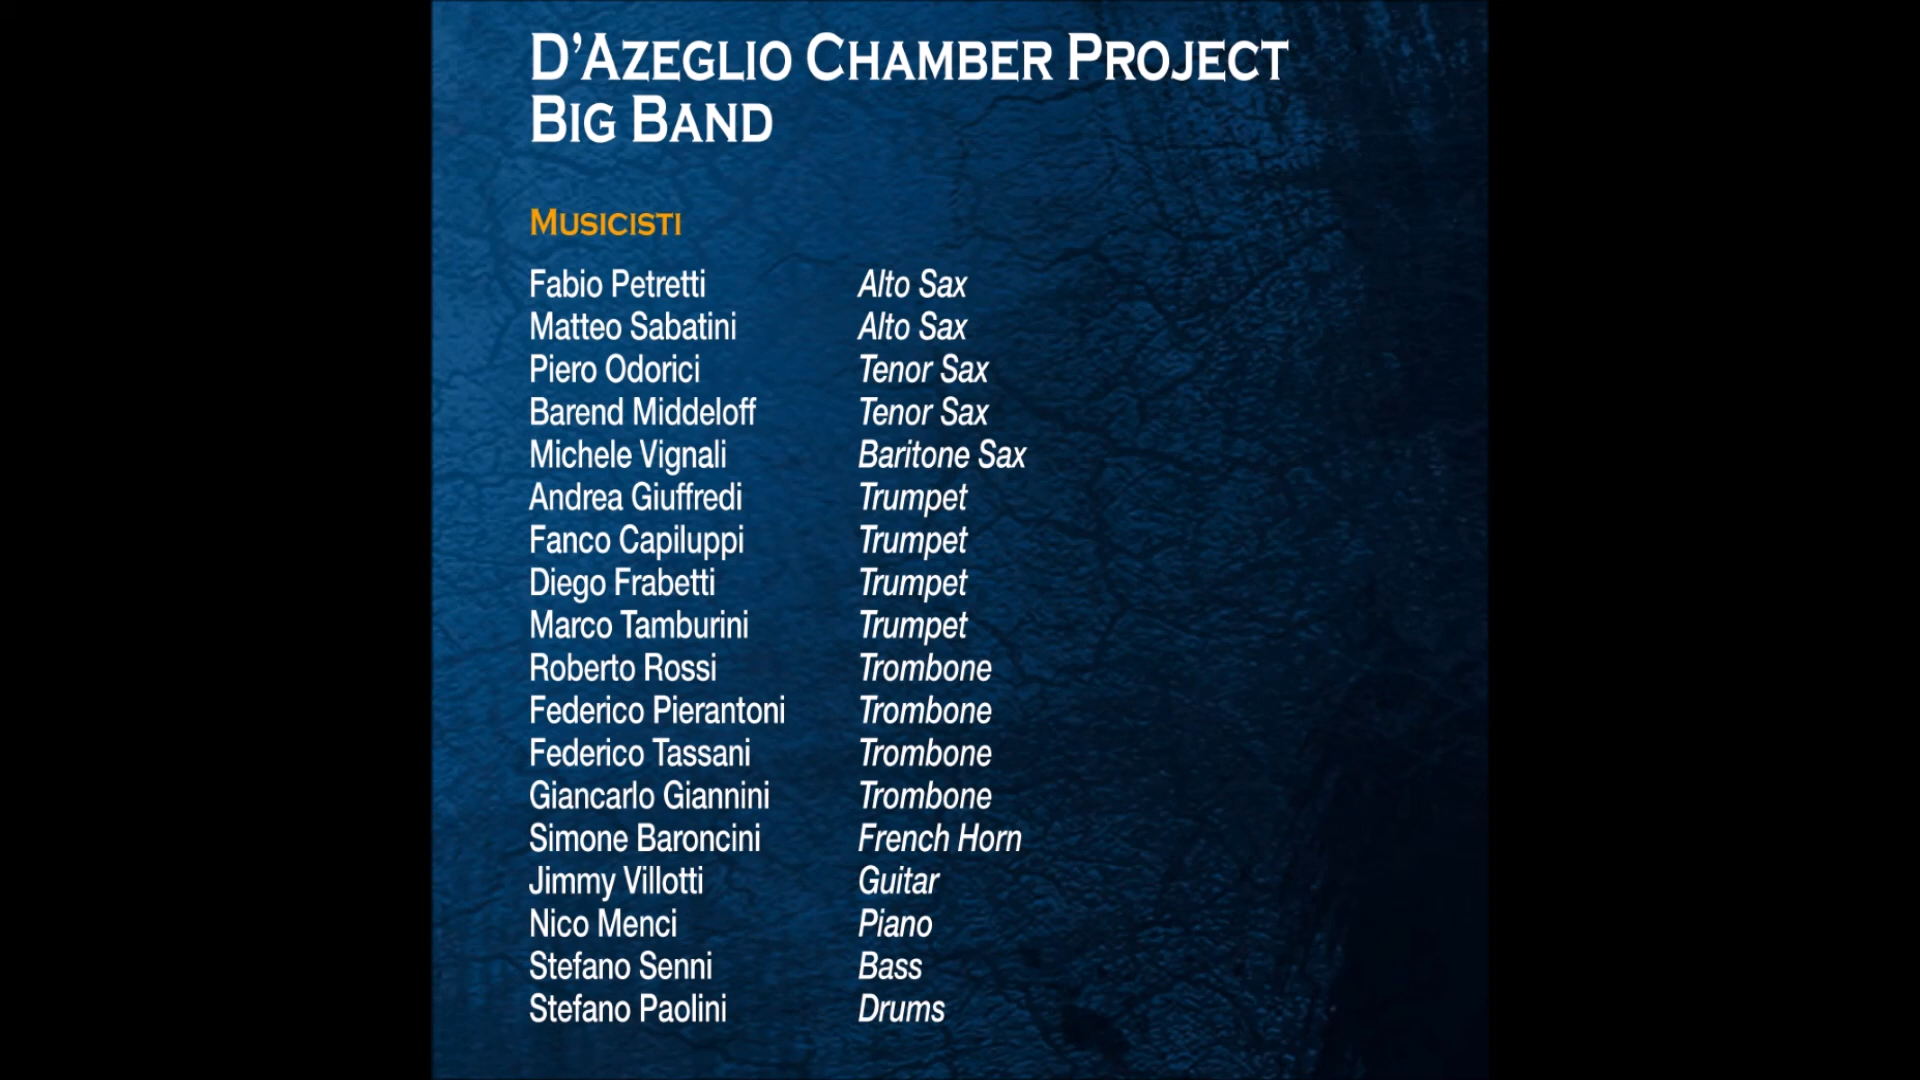 D'AZEGLIO CHAMBER PROJECT
BIG BAND
MUSICISTI
Fabio Petretti Alto Sax
Matteo Sabatini Alto Sax
Piero Odorici Tenor Sax
Barend Middeloff Tenor Sax
Michele Vignali Baritone Sax
Andrea Giuffredi Trumpet
Fanco Capiluppi Trumpet
Diego Frabetti Trumpet
Marco Tamburini Trumpet
Roberto Rossi Trombone
Federico Pierantoni Trombone
Federico Tassani Trombone
Giancarlo Giannini Trombone
Simone Baroncini French Horn
Jimmy Villotti Guitar
Nico Menci Piano
Stefano Senni Bass
Stefano Paolini Drums